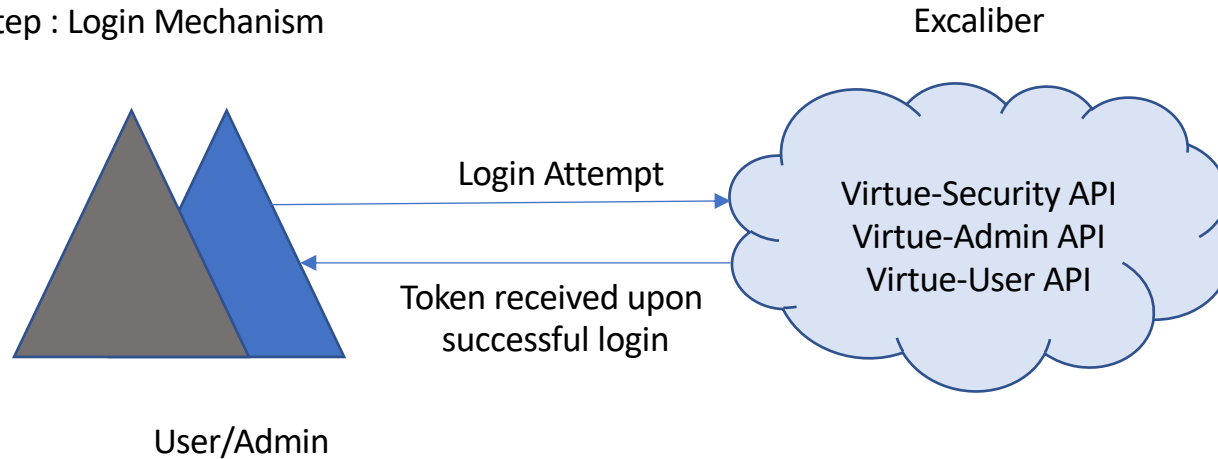 : Login Mechanism
Excaliber
Login Attempt
Virtue-Security API
Virtue-Admin API
Virtue-User API
Token received upon
successful login
User/Admin